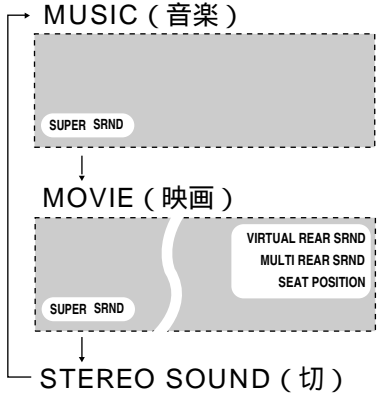 MUSIC（音楽）
SUPER SRND
MOVIE（映画）
VIRTUAL REAR SRND
MULTI REAR SRND
SEAT POSITION
SUPER SRND
STEREO SOUND（切）